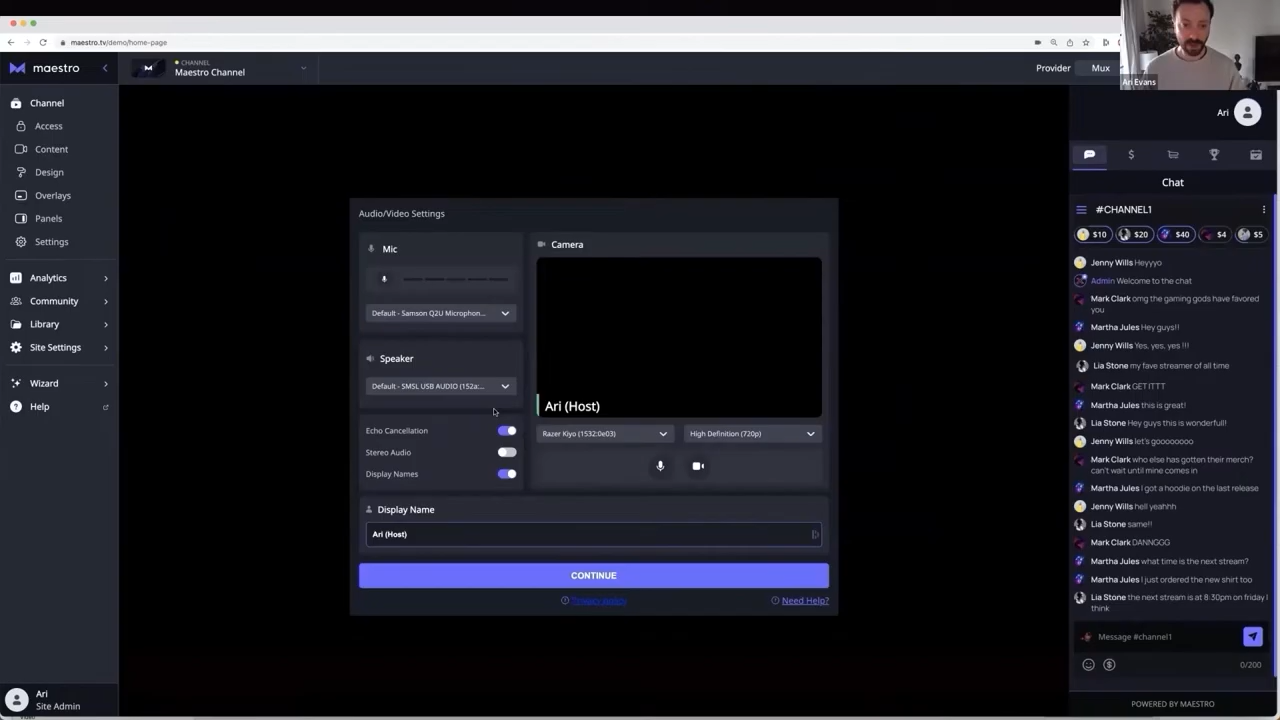 maestro.tv/demo/home-page
maestro
CHANNEL
Maestro Channel
Provider
Mux
Ari Evans
Channel
Access
Content
Design
Overlays
Panels
Settings
Analytics
Community
Library
Site Settings
Wizard
Help
Ari
Site Admin
Audio/Video Settings
Mic
Default - Samson Q2U Microphon...
Speaker
Default - SMSL USB AUDIO (152a:...
Echo Cancellation
Stereo Audio
Display Names
Camera
Ari (Host)
Razer Kiyo (1532:0e03)
High Definition (720p)
Display Name
Ari (Host)
CONTINUE
Privacy policy
Need Help?
Ari
$
Chat
#CHANNEL1
$10
$20
$40
$4
$5
Jenny Wills Heyyyo
Admin Welcome to the chat
Mark Clark omg the gaming gods have favored
you
Martha Jules Hey guys!!
Jenny Wills Yes, yes, yes !!!
Lia Stone my fave streamer of all time
Mark Clark GET ITTT
Martha Jules this is great!
Lia Stone Hey guys this is wonderful!
Jenny Wills let's goooooooo
Mark Clark who else has gotten their merch?
can't wait until mine comes in
Martha Jules I got a hoodie on the last release
Jenny Wills hell yeahhh
Lia Stone same!!
Mark Clark DANNGGG
Martha Jules what time is the next stream?
Martha Jules I just ordered the new shirt too
Lia Stone the next stream is at 8:30pm on friday I
think
Message #channel1
0/200
POWERED BY MAESTRO